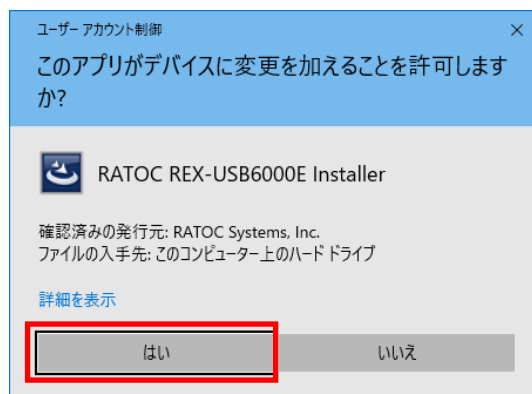 ユーザー アカウント制御
このアプリがデバイスに変更を加えることを許可します
か?
RATOC REX-USB6000E Installer
確認済みの発行元: RATOC Systems, Inc.
ファイルの入手先: このコンピューター上のハード ドライブ
詳細を表示
はい
いいえ